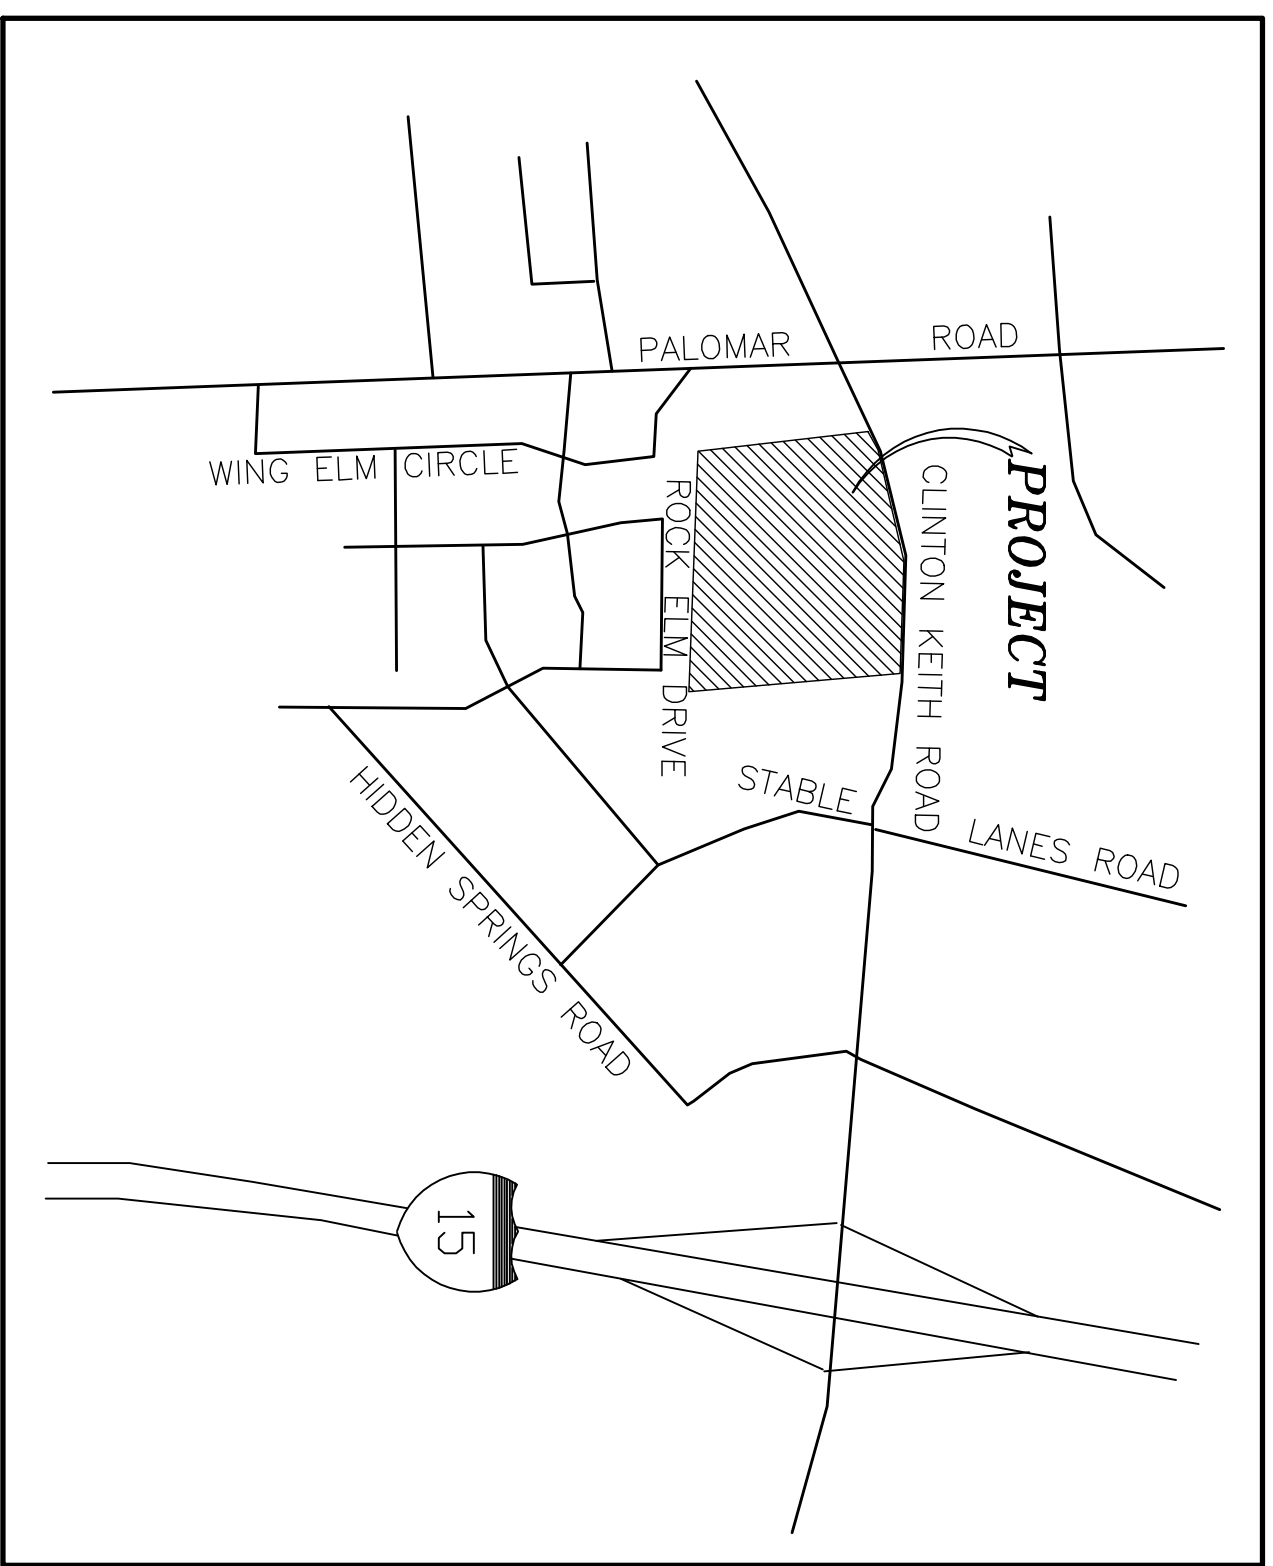 PALOMAR ROAD
WING ELM CIRCLE
ROCK ELM DRIVE
CLINTON KEITH ROAD
PROJECT
STABLE LANES ROAD
HIDDEN SPRINGS ROAD
15